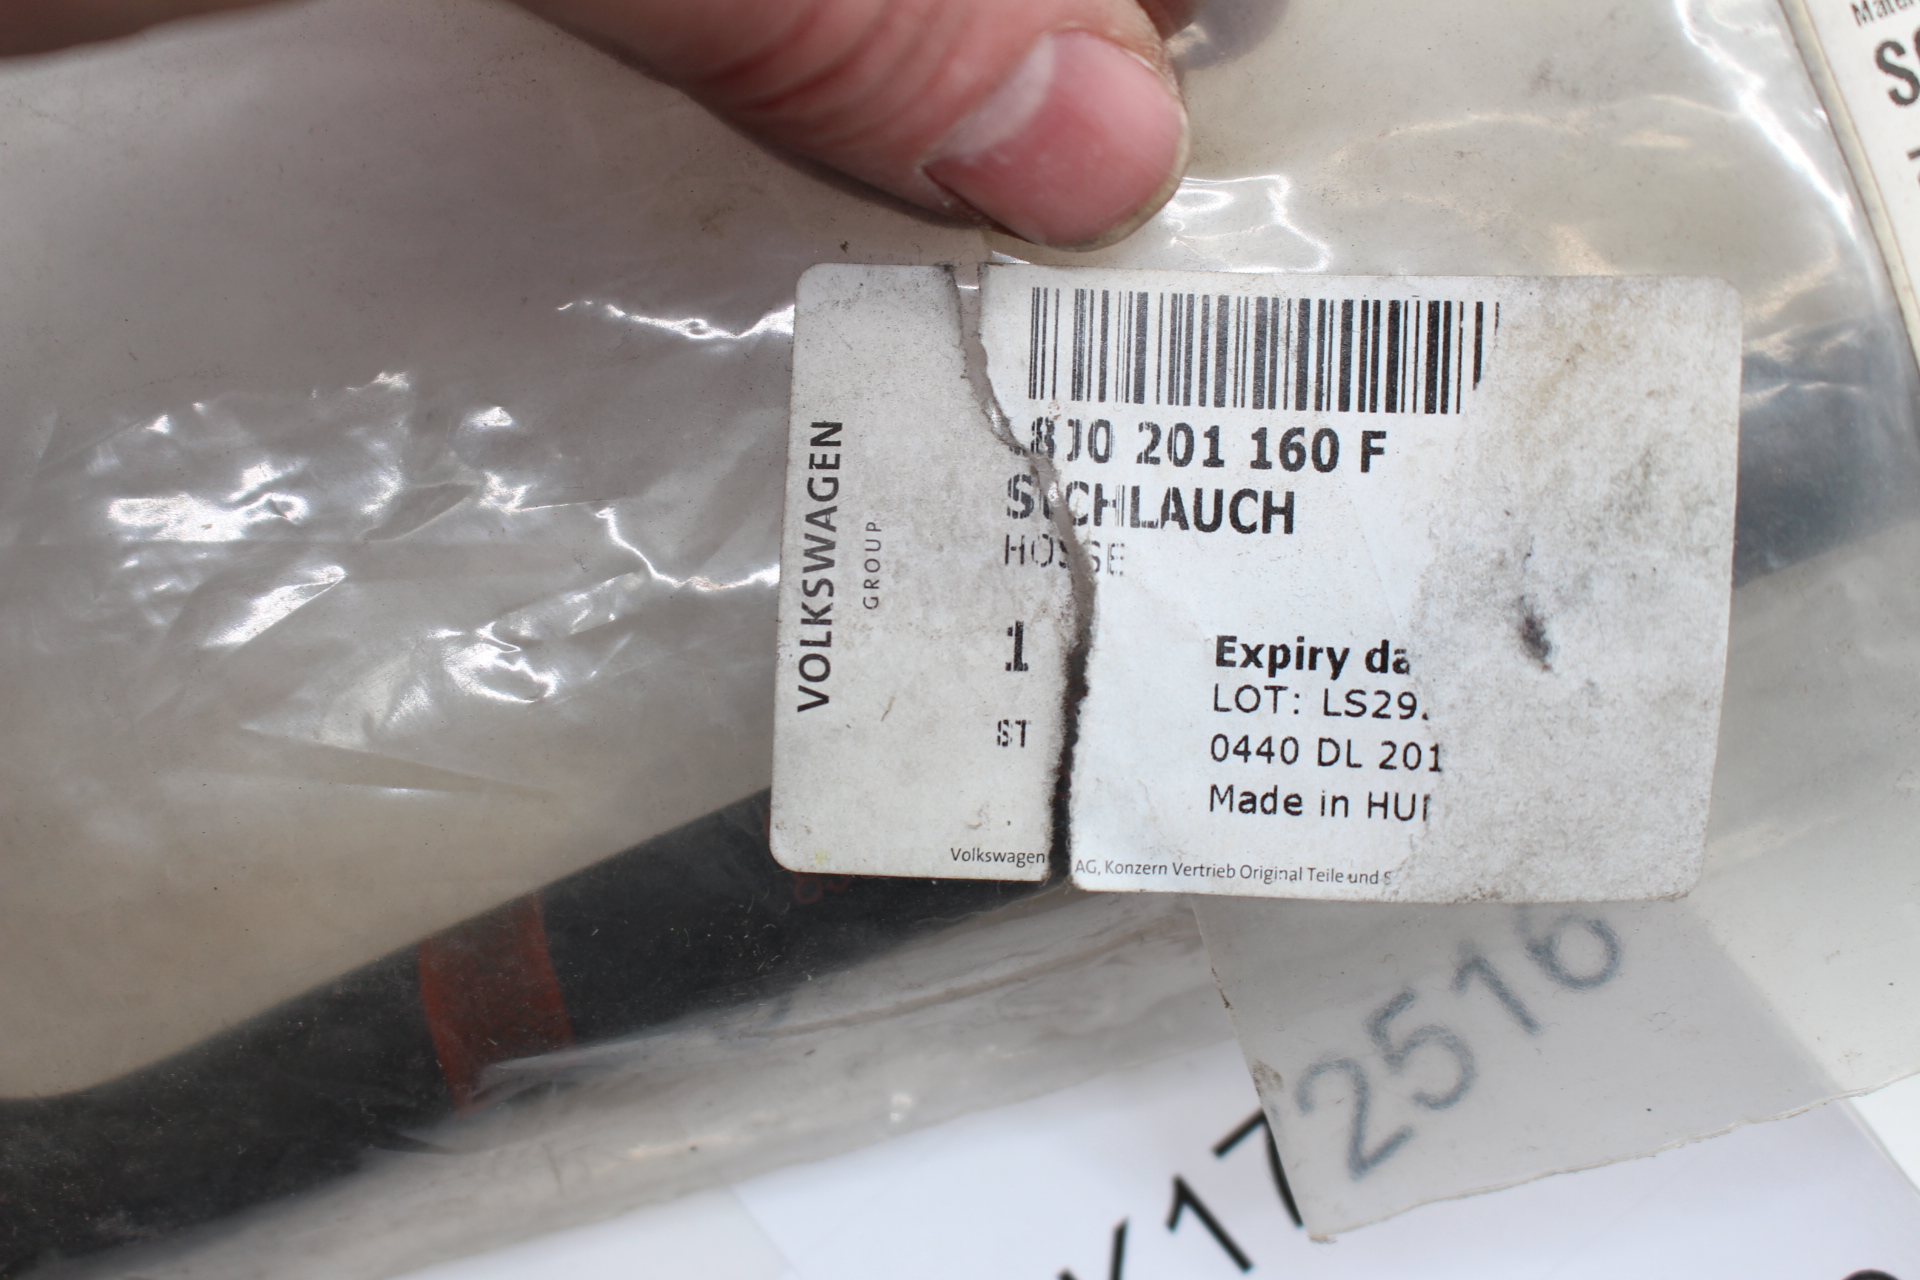 VOLKSWAGEN
GROUP
8J0 201 160 F
SCHLAUCH
HOSE
1
ST
Expiry da
LOT: LS29
0440 DL 201
Made in HU
Volkswagen AG, Konzern Vertrieb Original Teile und S
2516
K17